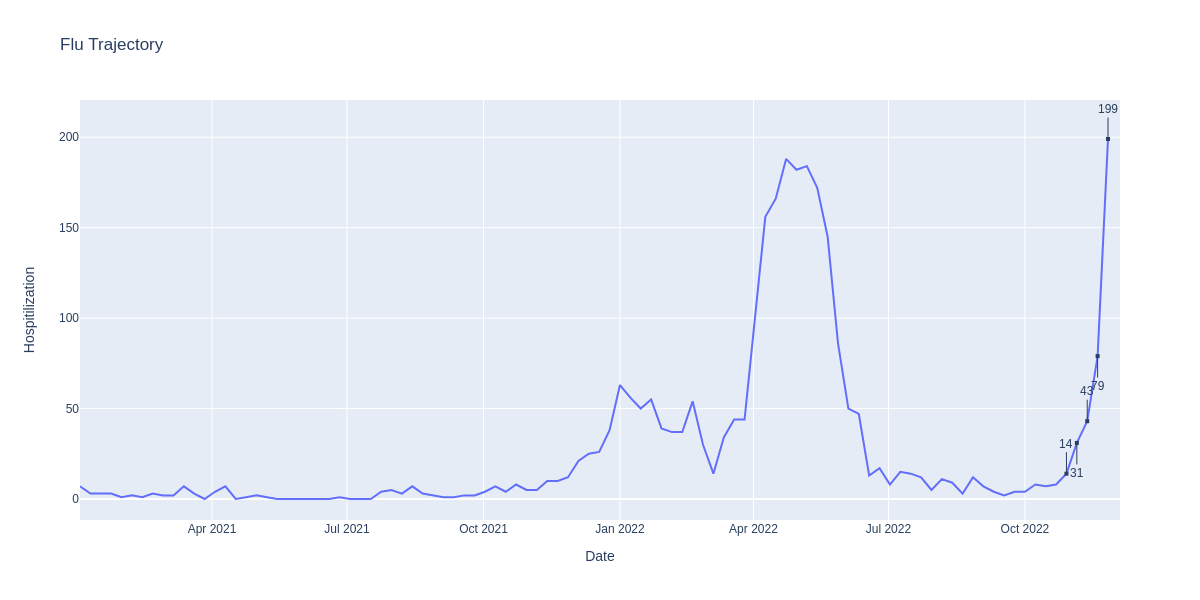 Flu Trajectory
199
200
150
100
50
0
79
43
14
31
Hospitilization
Apr 2021
Jul 2021
Oct 2021
Jan 2022
Apr 2022
Jul 2022
Oct 2022
Date